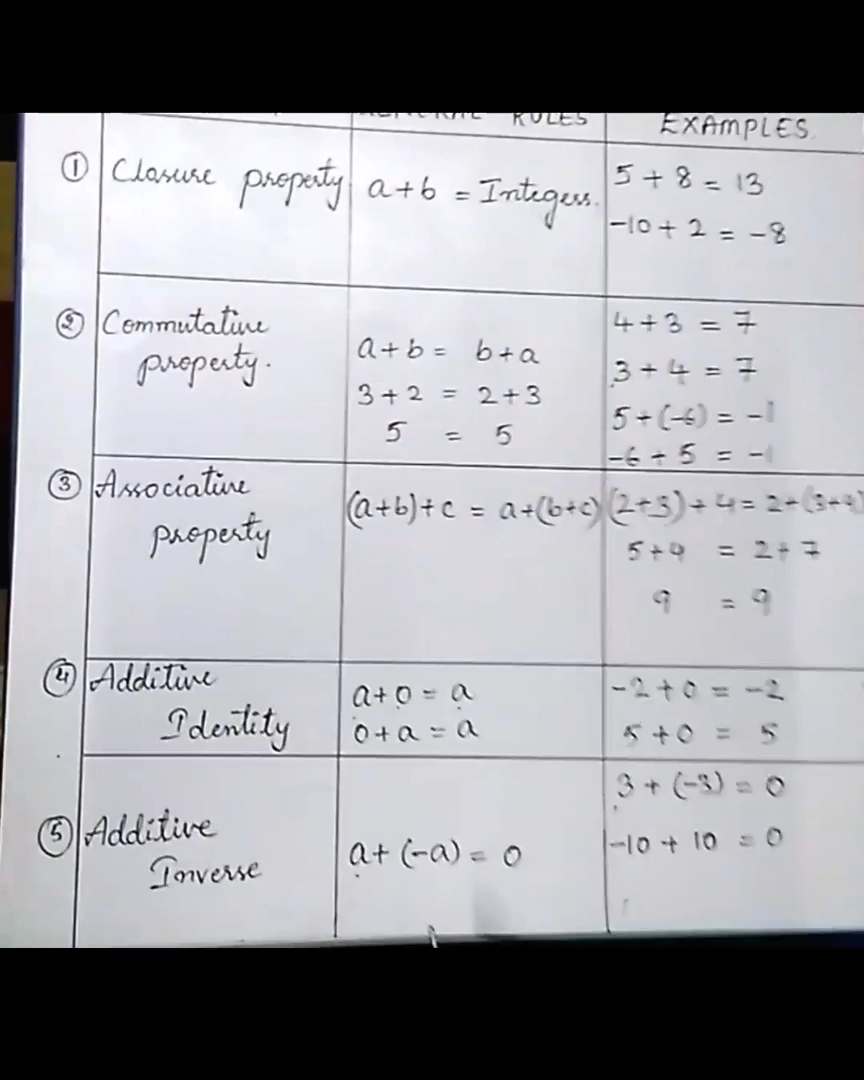 RULES
EXAMPLES.
① Closure property
a+b = Integers.
5 + 8 = 13
-10 + 2 = -8
② Commutative
property.
a+b = b+a
3+2 = 2+3
5 = 5
4+3 = 7
3+4 = 7
5+(-6) = -1
-6+5 = -1
③ Associative
property
(a+b)+c = a+(b+c)
(2+3)+4 = 2+(3+4)
5+4 = 2+7
9 = 9
④ Additive
Identity
a+0 = a
0+a = a
-2+0 = -2
5+0 = 5
⑤ Additive
Inverse
a+(-a) = 0
3+(-3) = 0
-10+10 = 0